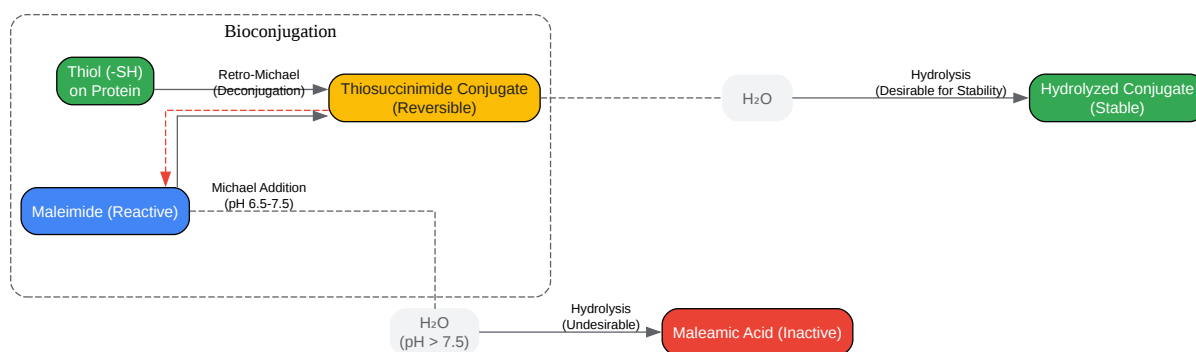 Bioconjugation
Thiol (-SH)
on Protein
Retro-Michael
(Deconjugation)
Thiosuccinimide Conjugate
(Reversible)
H₂O
Hydrolysis
(Desirable for Stability)
Hydrolyzed Conjugate
(Stable)
Maleimide (Reactive)
Michael Addition
(pH 6.5-7.5)
H₂O
(pH > 7.5)
Hydrolysis
(Undesirable)
Maleamic Acid (Inactive)